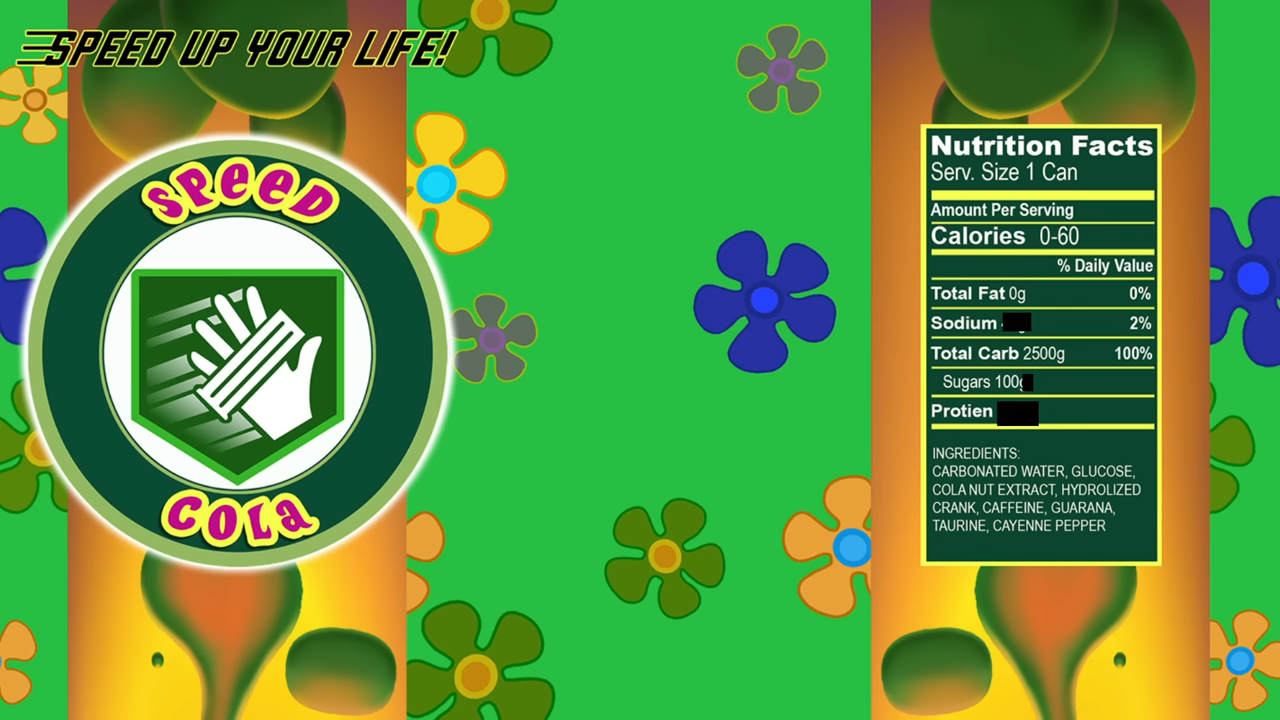 SPEED UP YOUR LIFE!
SPEED
COLA
Nutrition Facts
Serv. Size 1 Can
Amount Per Serving
Calories 0-60
% Daily Value
Total Fat 0g 0%
Sodium 2%
Total Carb 2500g 100%
Sugars 100g
Protien
INGREDIENTS:
CARBONATED WATER, GLUCOSE,
COLA NUT EXTRACT, HYDROLIZED
CRANK, CAFFEINE, GUARANA,
TAURINE, CAYENNE PEPPER